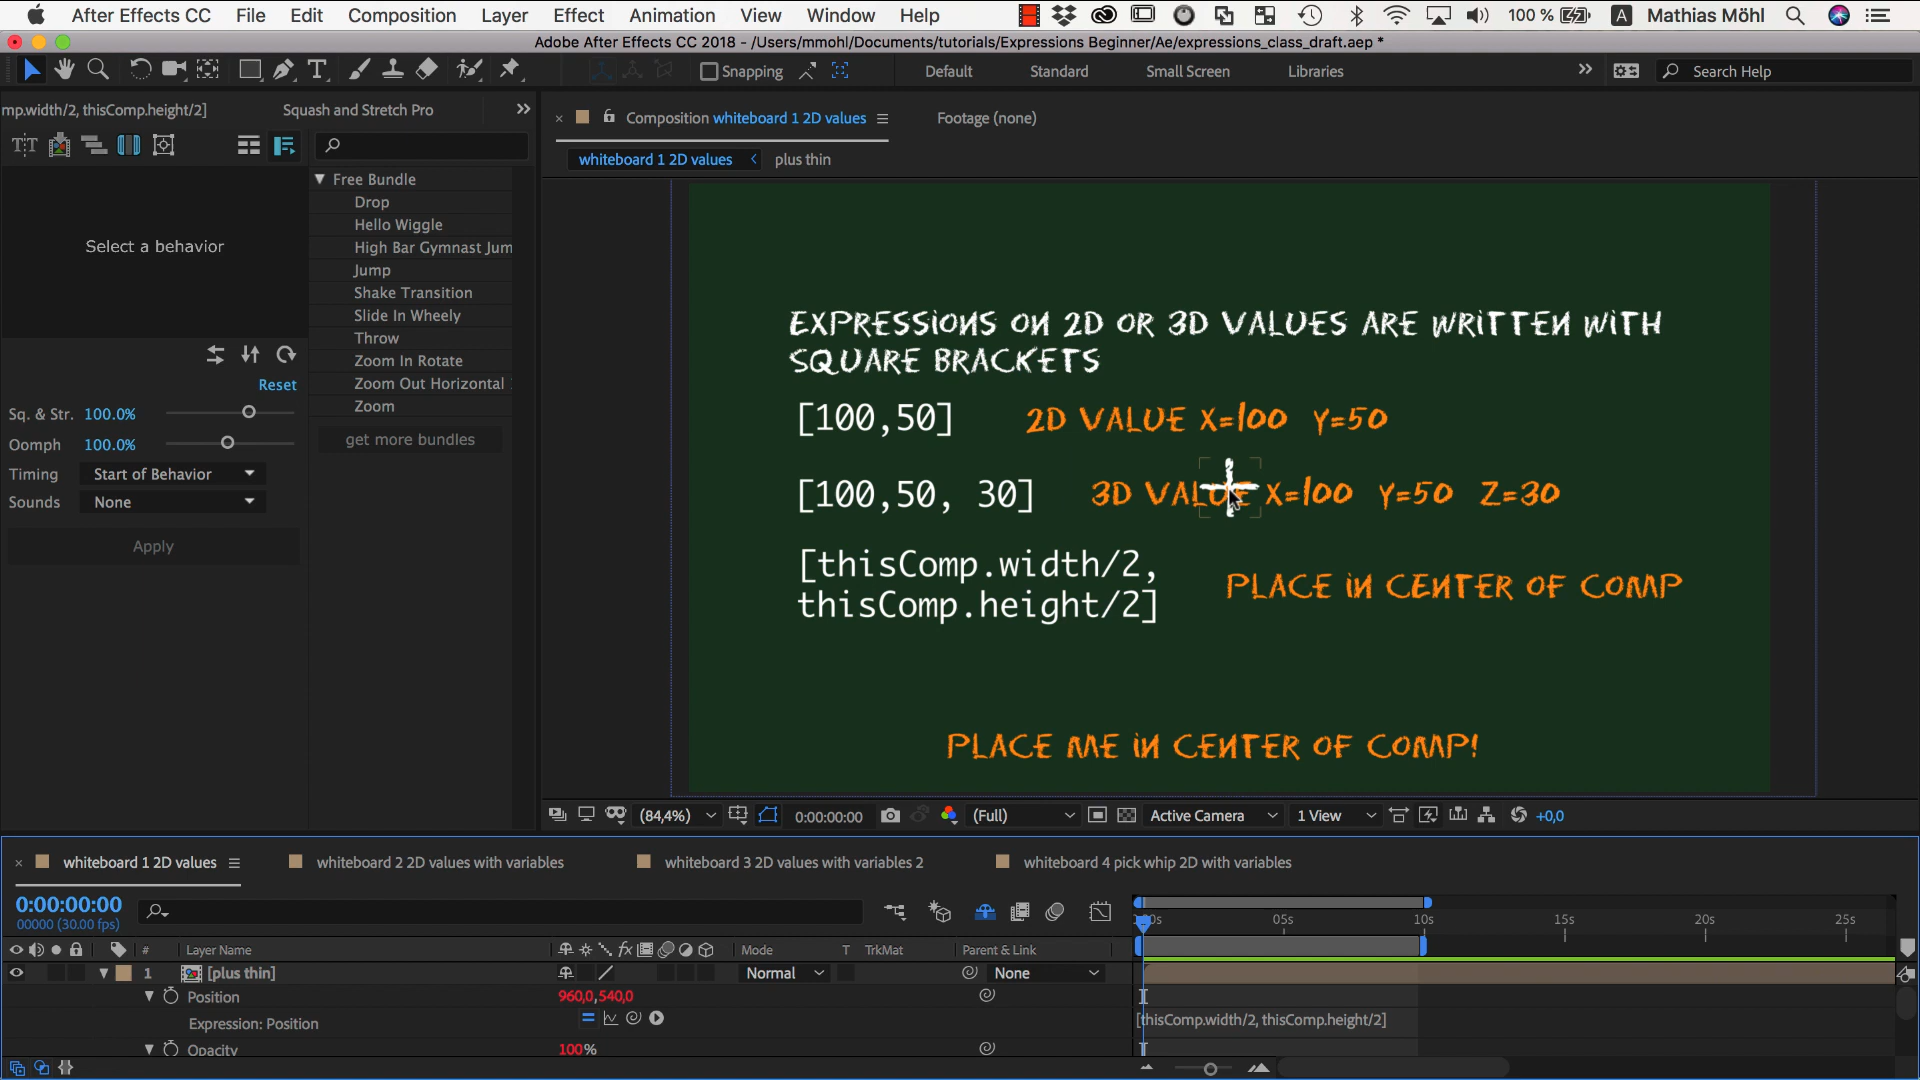 After Effects CC File Edit Composition Layer Effect Animation View Window Help 100 % A Mathias Möhl
Adobe After Effects CC 2018 - /Users/mmohl/Documents/tutorials/Expressions Beginner/Ae/expressions_class_draft.aep *
Snapping Default Standard Small Screen Libraries Search Help
mp.width/2, thisComp.height/2] Squash and Stretch Pro
Composition whiteboard 1 2D values Footage (none)
whiteboard 1 2D values plus thin
Select a behavior
Free Bundle
Drop
Hello Wiggle
High Bar Gymnast Jum
Jump
Shake Transition
Slide In Wheely
Throw
Zoom In Rotate
Zoom Out Horizontal
Zoom
get more bundles
Reset
Sq. & Str. 100.0%
Oomph 100.0%
Timing Start of Behavior
Sounds None
Apply
EXPRESSIONS ON 2D OR 3D VALUES ARE WRITTEN WITH
SQUARE BRACKETS
[100,50] 2D VALUE X=100 Y=50
[100,50, 30] 3D VALUE X=100 Y=50 Z=30
[thisComp.width/2,
thisComp.height/2] PLACE IN CENTER OF COMP
PLACE ME IN CENTER OF COMP!
(84,4%) 0:00:00:00 (Full) Active Camera 1 View +0,0
whiteboard 1 2D values whiteboard 2 2D values with variables whiteboard 3 2D values with variables 2 whiteboard 4 pick whip 2D with variables
0:00:00:00
00000 (30.00 fps)
05s 10s 15s 20s 25s
# Layer Name Mode T TrkMat Parent & Link
1 [plus thin] Normal None
Position 960,0,540,0
Expression: Position [thisComp.width/2, thisComp.height/2]
Opacity 100%